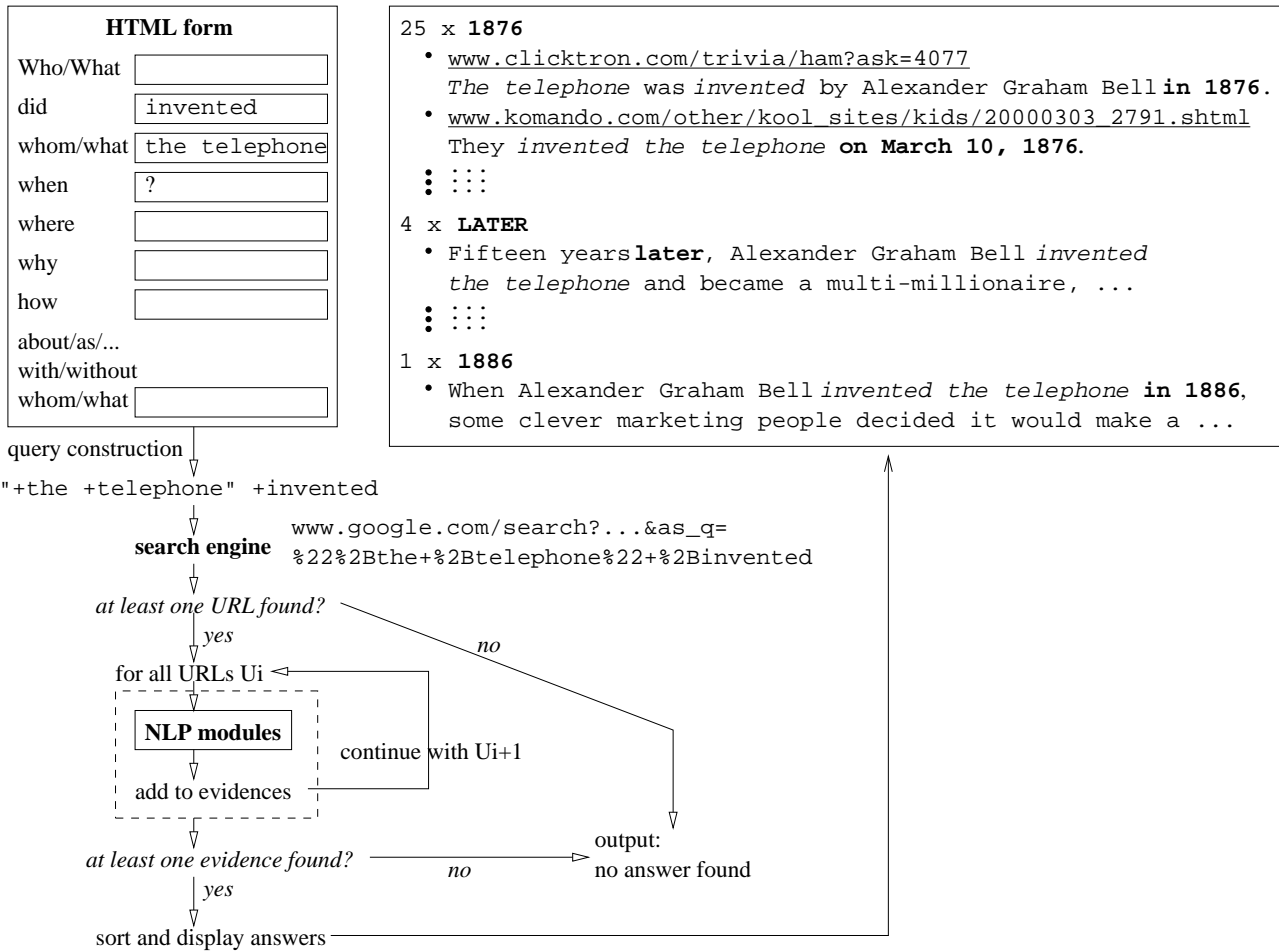 HTML form
Who/What
did invented
whom/what the telephone
when ?
where
why
how
about/as/...
with/without
whom/what
25 x 1876
• www.clicktron.com/trivia/ham?ask=4077
The telephone was invented by Alexander Graham Bell in 1876.
• www.komando.com/other/kool_sites/kids/20000303_2791.shtml
They invented the telephone on March 10, 1876.
4 x LATER
• Fifteen years later, Alexander Graham Bell invented
the telephone and became a multi-millionaire, ...
1 x 1886
• When Alexander Graham Bell invented the telephone in 1886,
some clever marketing people decided it would make a ...
query construction
"+the +telephone" +invented
search engine
www.google.com/search?...&as_q=
%22%2Bthe+%2Btelephone%22+%2Binvented
at least one URL found?
yes
no
for all URLs Ui
NLP modules
continue with Ui+1
add to evidences
at least one evidence found?
no
yes
output:
no answer found
sort and display answers